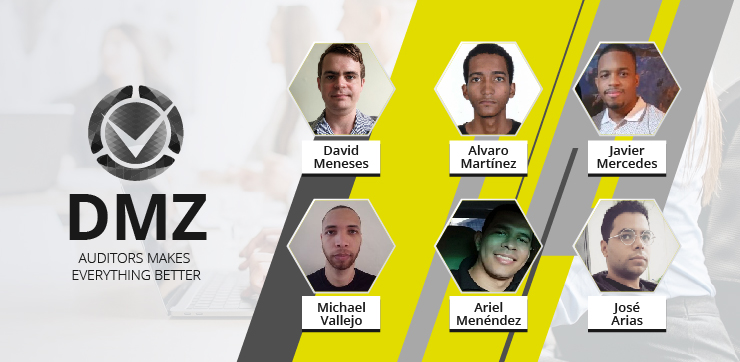 DMZ
AUDITORS MAKES
EVERYTHING BETTER
David
Meneses
Alvaro
Martínez
Javier
Mercedes
Michael
Vallejo
Ariel
Menéndez
José
Arias